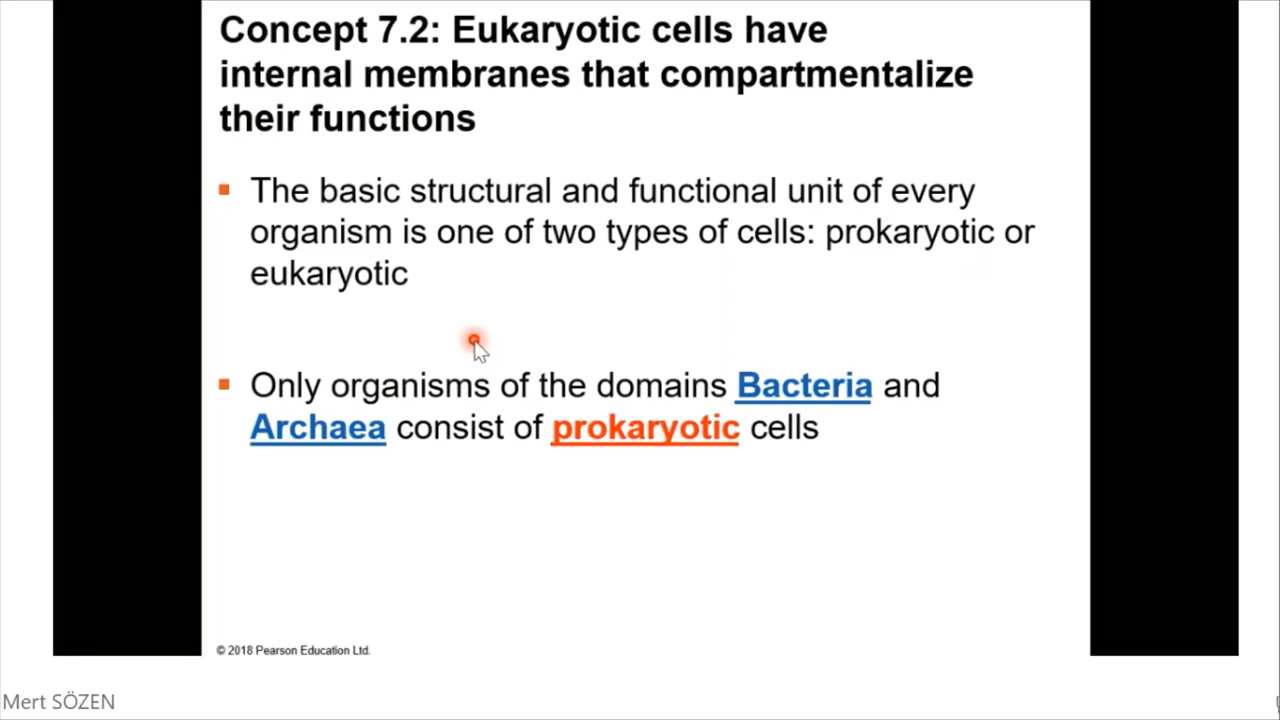 Concept 7.2: Eukaryotic cells have
internal membranes that compartmentalize
their functions
The basic structural and functional unit of every
organism is one of two types of cells: prokaryotic or
eukaryotic
Only organisms of the domains Bacteria and
Archaea consist of prokaryotic cells
© 2018 Pearson Education Ltd.
Mert SÖZEN